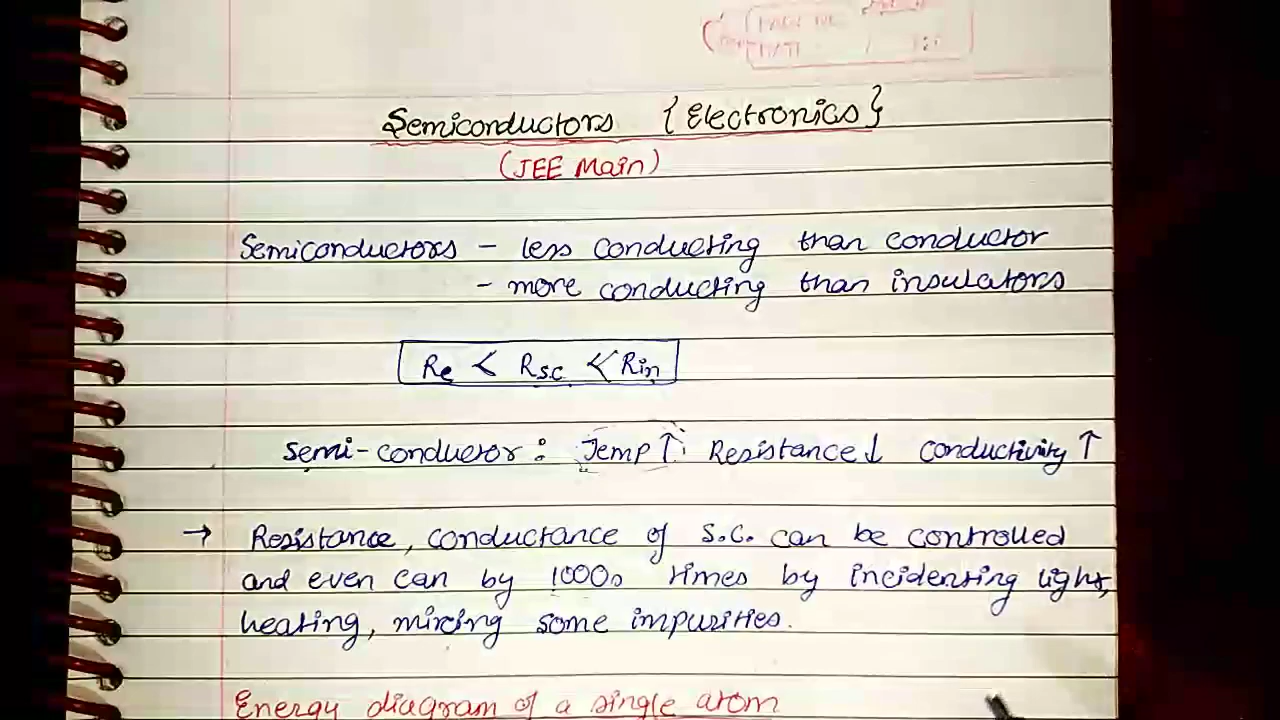 Semiconductors {Electronics}
(JEE Main)
Semiconductors - less conducting than conductor
- more conducting than insulators
Rc < Rsc < Rin
Semi-conductor : Temp↑ Resistance↓ Conductivity↑
→ Resistance, conductance of S.C. can be controlled
and even can by 1000s times by incidenting light,
heating, mixing some impurities.
Energy diagram of a single atom